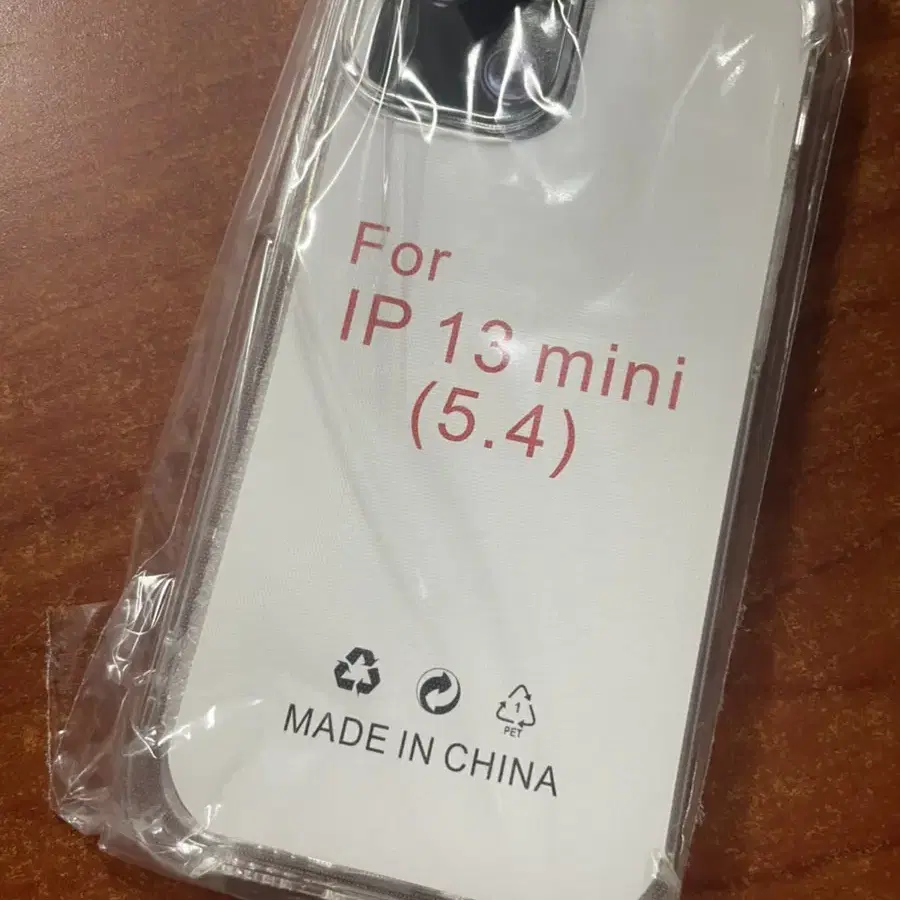 For
IP 13 mini
(5.4)
1
PET
MADE IN CHINA